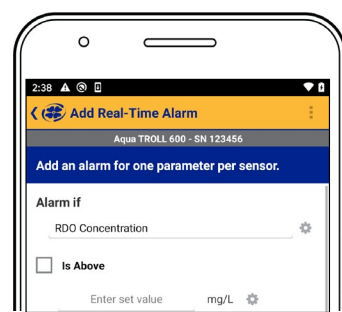 2:38
Add Real-Time Alarm
Aqua TROLL 600 - SN 123456
Add an alarm for one parameter per sensor.
Alarm if
RDO Concentration
Is Above
Enter set value mg/L